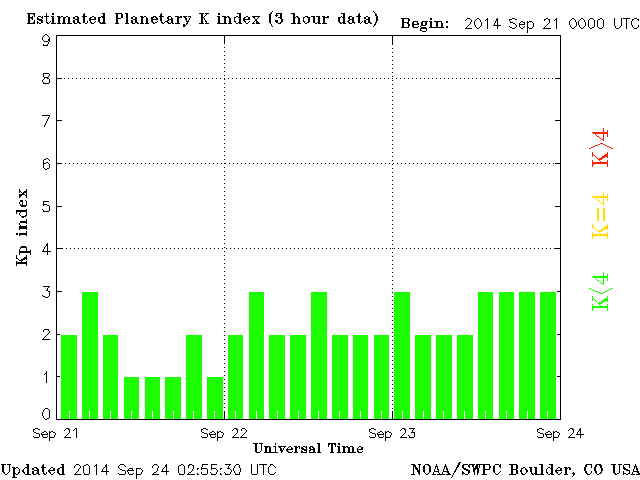 Estimated Planetary K index (3 hour data) Begin: 2014 Sep 21 0000 UTC
9
8
7
6
5
4
3
2
1
0
Kp index
K>4
K=4
K<4
Sep 21 Sep 22 Sep 23 Sep 24
Universal Time
Updated 2014 Sep 24 02:55:30 UTC NOAA/SWPC Boulder, CO USA